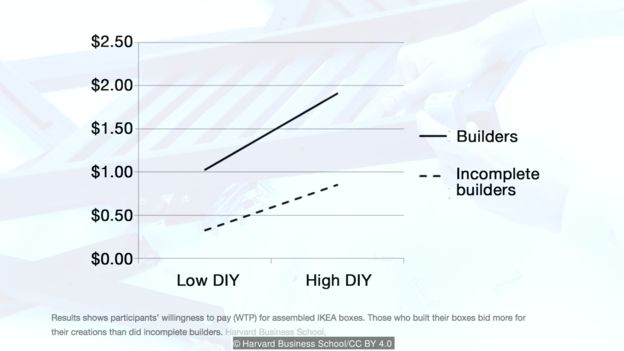 $2.50
$2.00
$1.50
$1.00
$0.50
$0.00
Low DIY
High DIY
Builders
Incomplete
builders
Results shows participants' willingness to pay (WTP) for assembled IKEA boxes. Those who built their boxes bid more for
their creations than did incomplete builders. Harvard Business School.
© Harvard Business School/CC BY 4.0